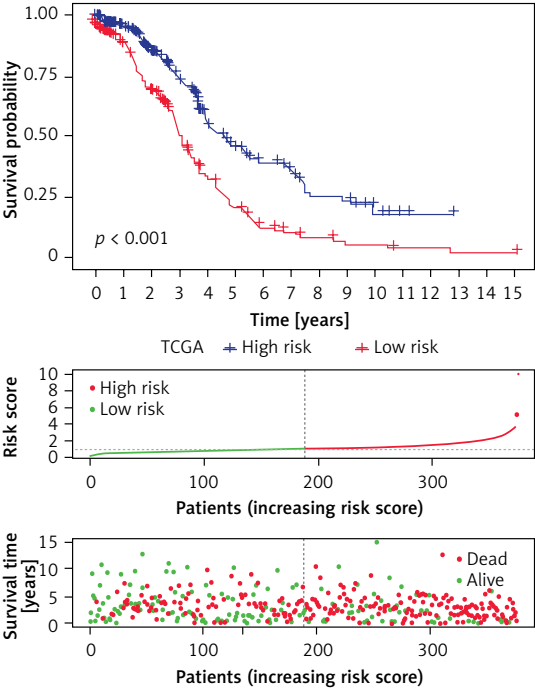 1.00
0.75
0.50
0.25
0
Survival probability
p < 0.001
0 1 2 3 4 5 6 7 8 9 10 11 12 13 14 15
Time [years]
TCGA High risk Low risk
10
8
6
4
2
0
Risk score
High risk
Low risk
0 100 200 300
Patients (increasing risk score)
15
10
5
0
Survival time
[years]
Dead
Alive
0 100 200 300
Patients (increasing risk score)